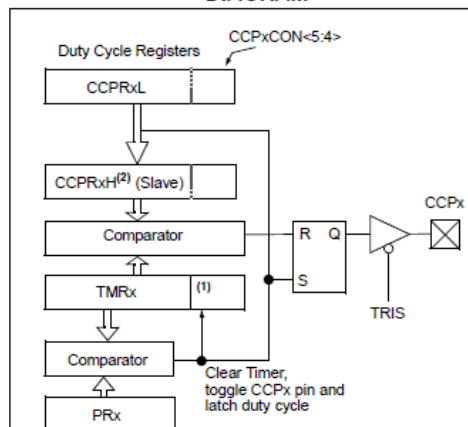 Duty Cycle Registers
CCPxCON<5:4>
CCPRxL
CCPRxH(2) (Slave)
CCPx
Comparator
R Q
S
TMRx
(1)
TRIS
Comparator
Clear Timer,
toggle CCPx pin and
latch duty cycle
PRx